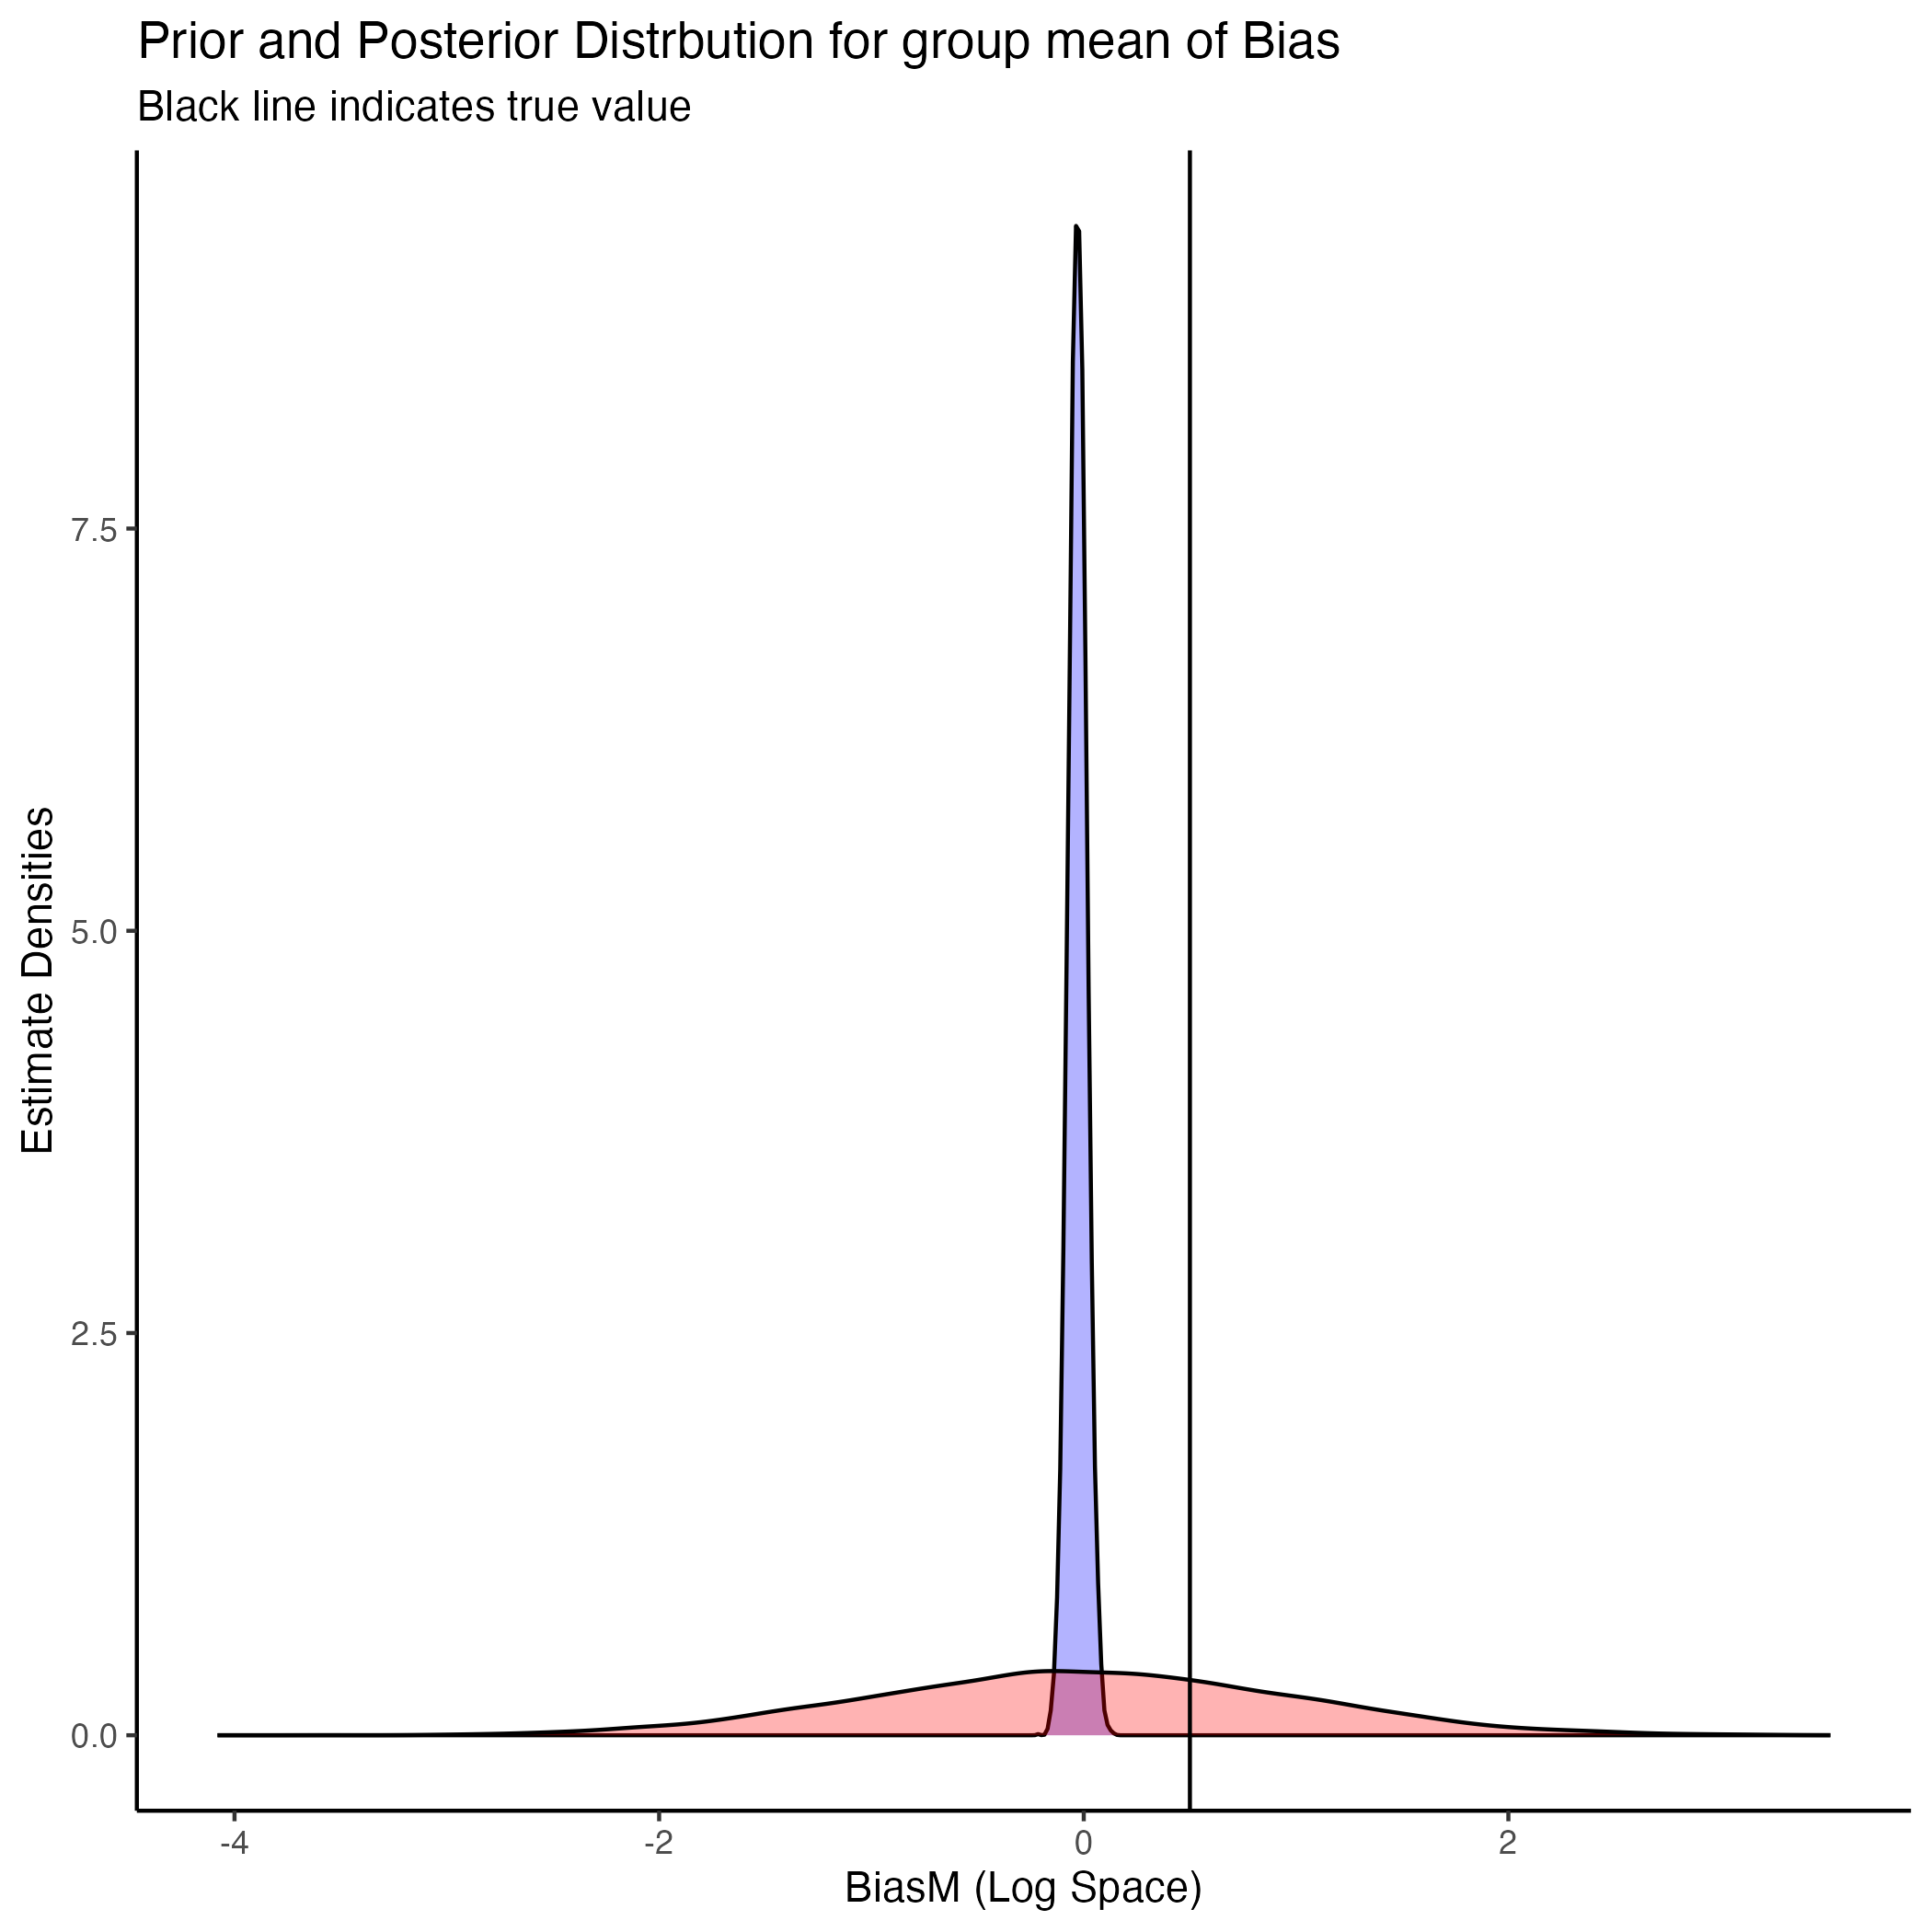 Prior and Posterior Distrbution for group mean of Bias
Black line indicates true value
Estimate Densities
7.5
5.0
2.5
0.0
-4
-2
0
2
BiasM (Log Space)